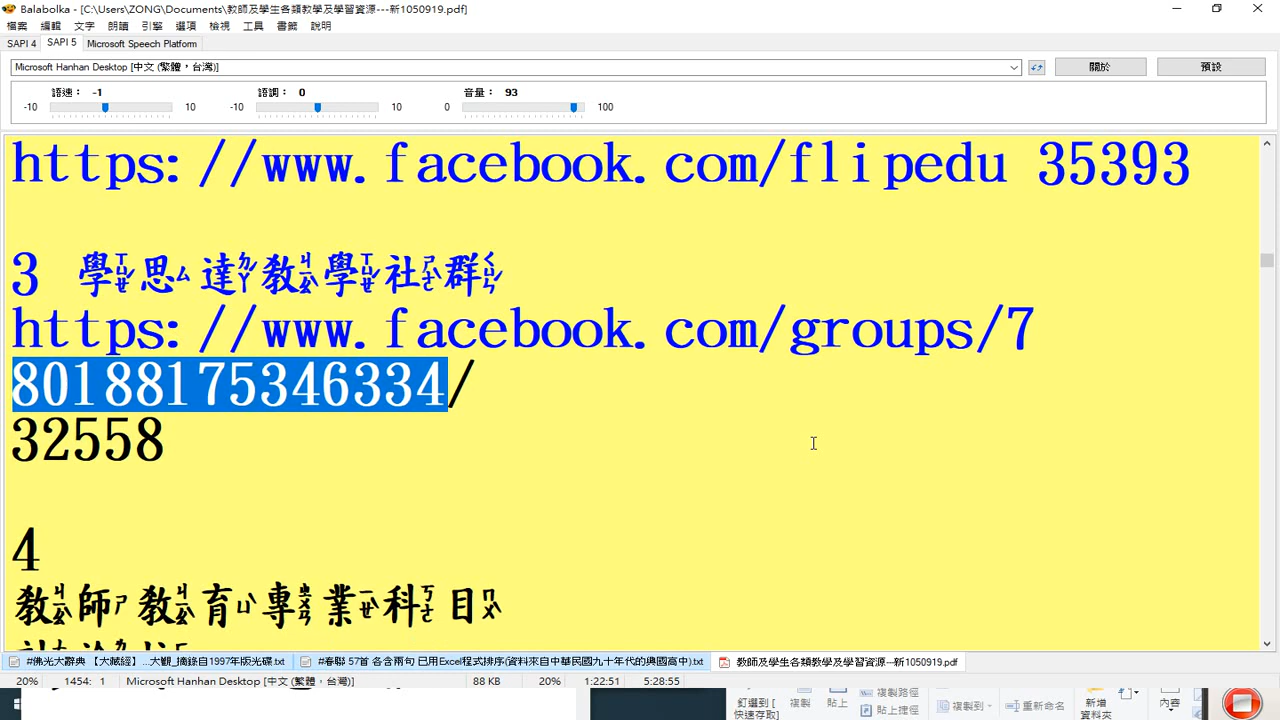 Balabolka - [C:\Users\ZONG\Documents\教師及學生各類教學及學習資源---新1050919.pdf]
檔案 編輯 文字 朗讀 引擎 選項 檢視 工具 書籤 說明
SAPI 4 SAPI 5 Microsoft Speech Platform
Microsoft Hanhan Desktop [中文 (繁體，台灣)] 關於 預設
語速： -1 語調： 0 音量： 93
-10 10 -10 10 0 100
https://www.facebook.com/flipedu 35393
3 學思達教學社群
https://www.facebook.com/groups/7
80188175346334/
32558
4
教師教育專業科目
#佛光大辭典 【大藏經】 ...大觀_摘錄自1997年版光碟.txt #春聯 57首 各含兩句 已用Excel程式排序(資料來自中華民國九十年代的興國高中).txt 教師及學生各類教學及學習資源---新1050919.pdf
20% 1454: 1 Microsoft Hanhan Desktop [中文 (繁體，台灣)] 88 KB 20% 1:22:51 5:28:55
釘選到 [ 快速存取] 複製 貼上 複製路徑 貼上捷徑 複製到 重新命名 新增 資料夾 內容